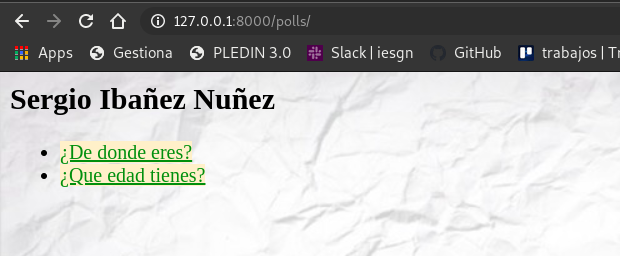 127.0.0.1:8000/polls/
Apps Gestiona PLEDIN 3.0 Slack | iesgn GitHub trabajos | Tr
Sergio Ibañez Nuñez
¿De donde eres?
¿Que edad tienes?